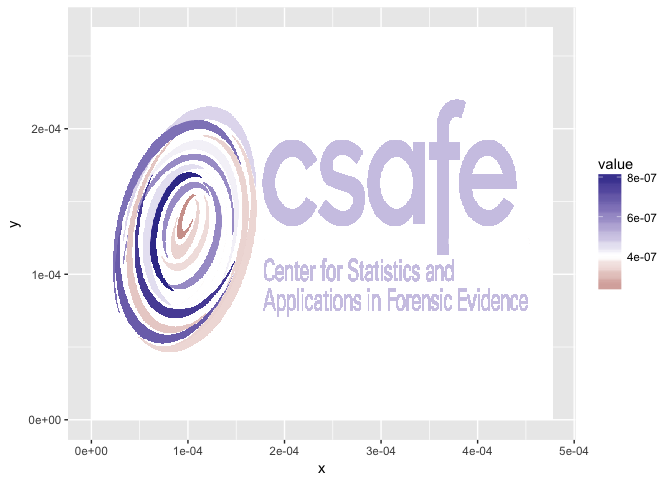 csafe
Center for Statistics and
Applications in Forensic Evidence
value
8e-07
6e-07
4e-07
y
2e-04
1e-04
0e+00
0e+00 1e-04 2e-04 3e-04 4e-04 5e-04
x